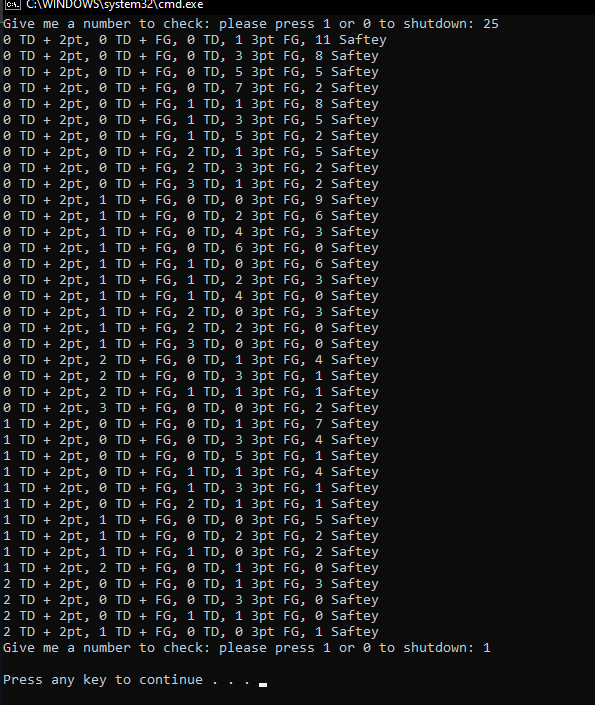 C:\WINDOWS\system32\cmd.exe
Give me a number to check: please press 1 or 0 to shutdown: 25
0 TD + 2pt, 0 TD + FG, 0 TD, 1 3pt FG, 11 Saftey
0 TD + 2pt, 0 TD + FG, 0 TD, 3 3pt FG, 8 Saftey
0 TD + 2pt, 0 TD + FG, 0 TD, 5 3pt FG, 5 Saftey
0 TD + 2pt, 0 TD + FG, 0 TD, 7 3pt FG, 2 Saftey
0 TD + 2pt, 0 TD + FG, 1 TD, 1 3pt FG, 8 Saftey
0 TD + 2pt, 0 TD + FG, 1 TD, 3 3pt FG, 5 Saftey
0 TD + 2pt, 0 TD + FG, 1 TD, 5 3pt FG, 2 Saftey
0 TD + 2pt, 0 TD + FG, 2 TD, 1 3pt FG, 5 Saftey
0 TD + 2pt, 0 TD + FG, 2 TD, 3 3pt FG, 2 Saftey
0 TD + 2pt, 0 TD + FG, 3 TD, 1 3pt FG, 2 Saftey
0 TD + 2pt, 1 TD + FG, 0 TD, 0 3pt FG, 9 Saftey
0 TD + 2pt, 1 TD + FG, 0 TD, 2 3pt FG, 6 Saftey
0 TD + 2pt, 1 TD + FG, 0 TD, 4 3pt FG, 3 Saftey
0 TD + 2pt, 1 TD + FG, 0 TD, 6 3pt FG, 0 Saftey
0 TD + 2pt, 1 TD + FG, 1 TD, 0 3pt FG, 6 Saftey
0 TD + 2pt, 1 TD + FG, 1 TD, 2 3pt FG, 3 Saftey
0 TD + 2pt, 1 TD + FG, 1 TD, 4 3pt FG, 0 Saftey
0 TD + 2pt, 1 TD + FG, 2 TD, 0 3pt FG, 3 Saftey
0 TD + 2pt, 1 TD + FG, 2 TD, 2 3pt FG, 0 Saftey
0 TD + 2pt, 1 TD + FG, 3 TD, 0 3pt FG, 0 Saftey
0 TD + 2pt, 2 TD + FG, 0 TD, 1 3pt FG, 4 Saftey
0 TD + 2pt, 2 TD + FG, 0 TD, 3 3pt FG, 1 Saftey
0 TD + 2pt, 2 TD + FG, 1 TD, 1 3pt FG, 1 Saftey
0 TD + 2pt, 3 TD + FG, 0 TD, 0 3pt FG, 2 Saftey
1 TD + 2pt, 0 TD + FG, 0 TD, 1 3pt FG, 7 Saftey
1 TD + 2pt, 0 TD + FG, 0 TD, 3 3pt FG, 4 Saftey
1 TD + 2pt, 0 TD + FG, 0 TD, 5 3pt FG, 1 Saftey
1 TD + 2pt, 0 TD + FG, 1 TD, 1 3pt FG, 4 Saftey
1 TD + 2pt, 0 TD + FG, 1 TD, 3 3pt FG, 1 Saftey
1 TD + 2pt, 0 TD + FG, 2 TD, 1 3pt FG, 1 Saftey
1 TD + 2pt, 1 TD + FG, 0 TD, 0 3pt FG, 5 Saftey
1 TD + 2pt, 1 TD + FG, 0 TD, 2 3pt FG, 2 Saftey
1 TD + 2pt, 1 TD + FG, 1 TD, 0 3pt FG, 2 Saftey
1 TD + 2pt, 2 TD + FG, 0 TD, 1 3pt FG, 0 Saftey
2 TD + 2pt, 0 TD + FG, 0 TD, 1 3pt FG, 3 Saftey
2 TD + 2pt, 0 TD + FG, 0 TD, 3 3pt FG, 0 Saftey
2 TD + 2pt, 0 TD + FG, 1 TD, 1 3pt FG, 0 Saftey
2 TD + 2pt, 1 TD + FG, 0 TD, 0 3pt FG, 1 Saftey
Give me a number to check: please press 1 or 0 to shutdown: 1
Press any key to continue . . .